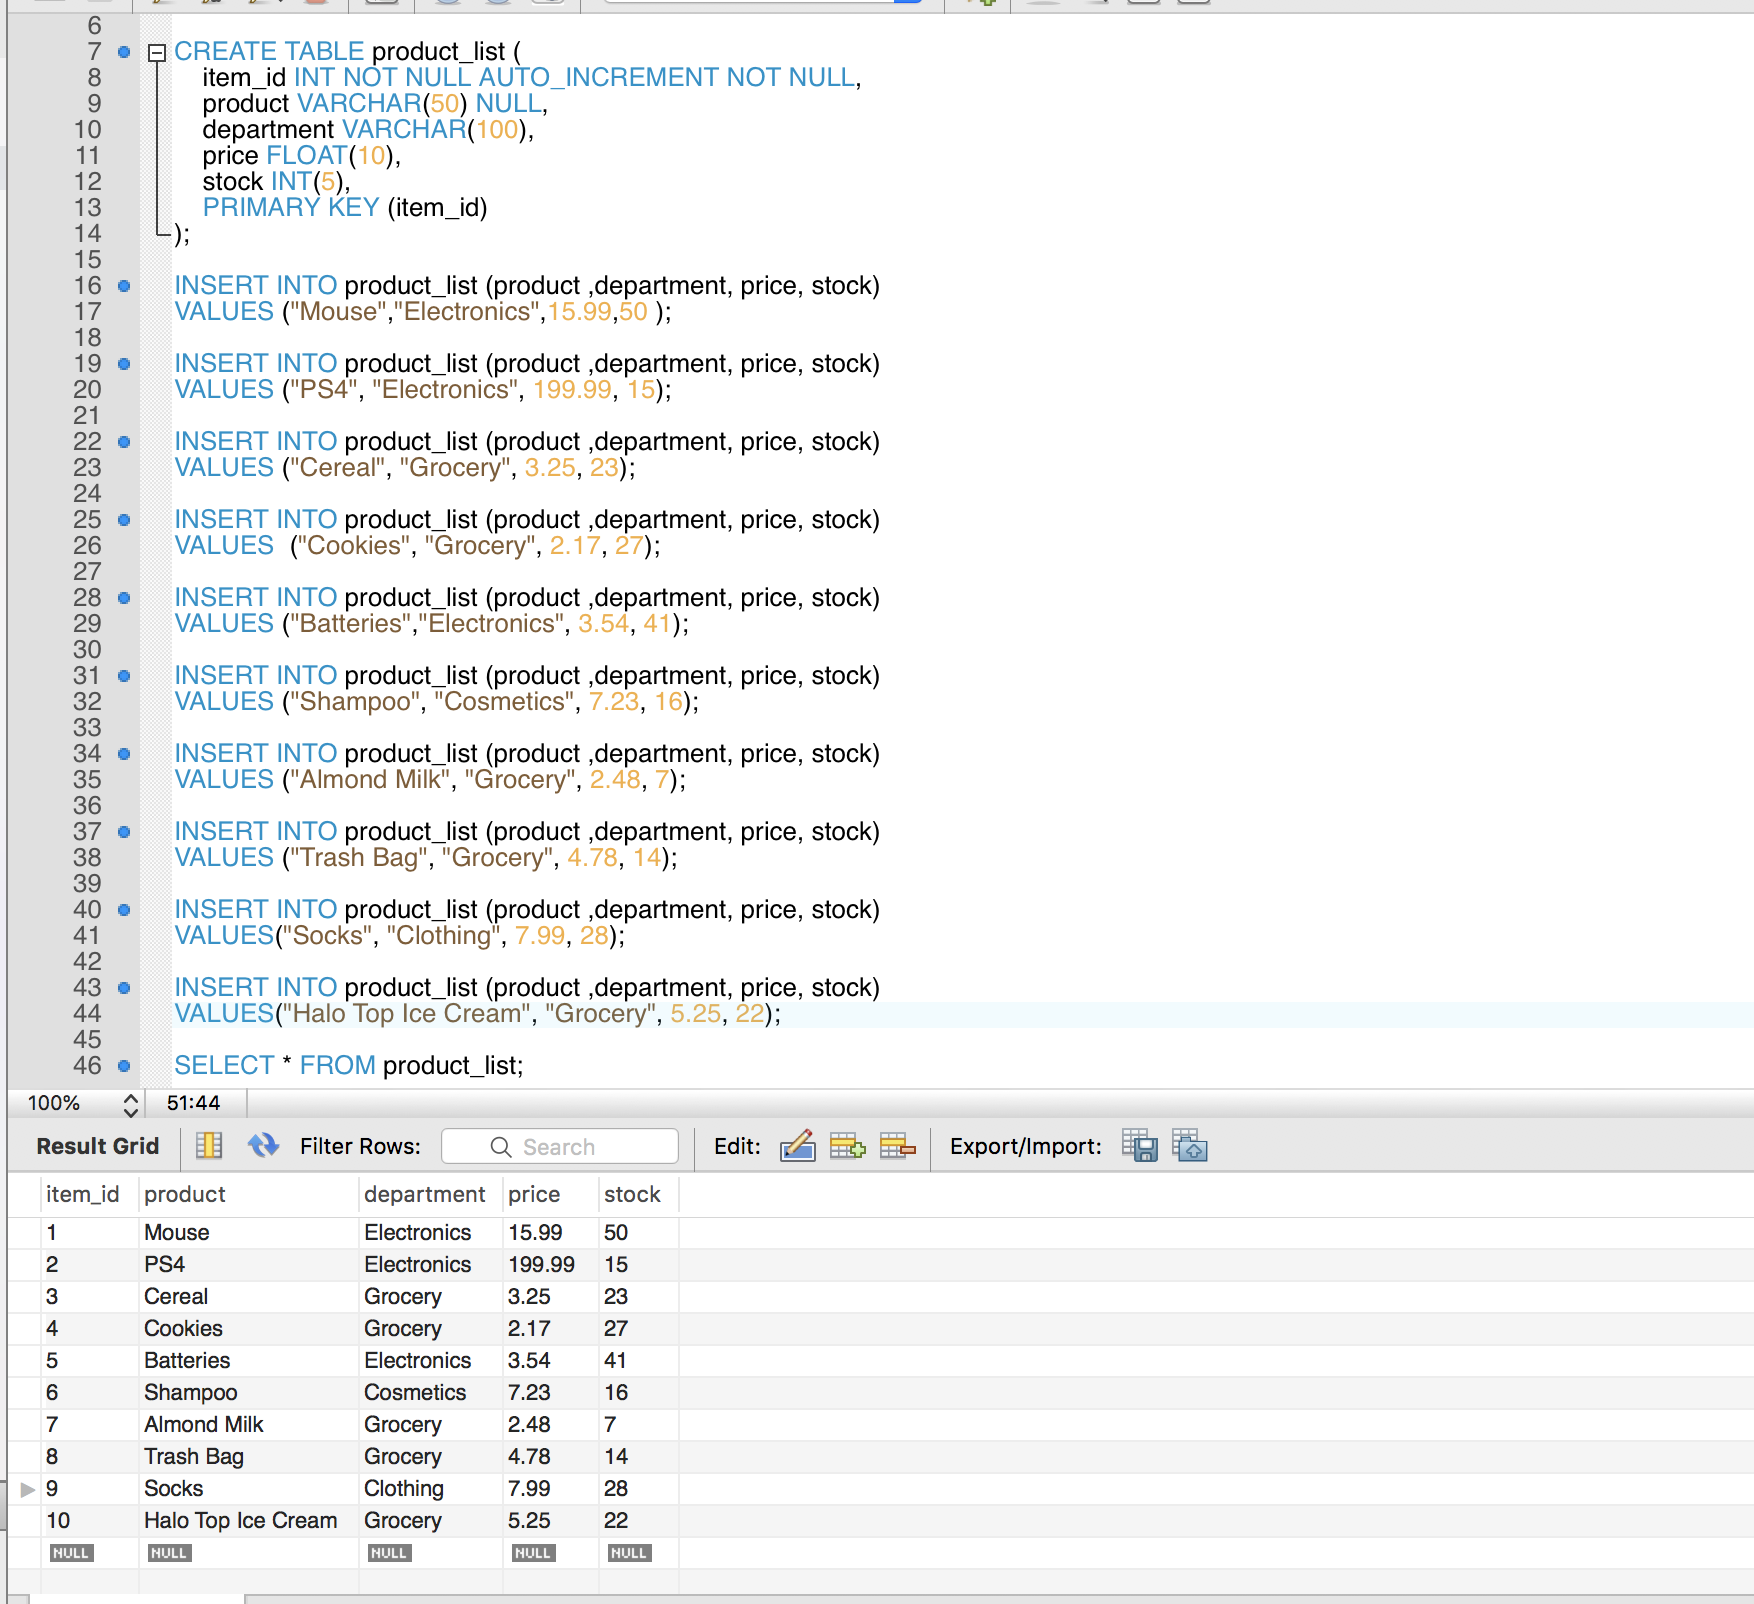 6
7 CREATE TABLE product_list (
8 item_id INT NOT NULL AUTO_INCREMENT NOT NULL,
9 product VARCHAR(50) NULL,
10 department VARCHAR(100),
11 price FLOAT(10),
12 stock INT(5),
13 PRIMARY KEY (item_id)
14 );
15
16 INSERT INTO product_list (product ,department, price, stock)
17 VALUES ("Mouse","Electronics",15.99,50 );
18
19 INSERT INTO product_list (product ,department, price, stock)
20 VALUES ("PS4", "Electronics", 199.99, 15);
21
22 INSERT INTO product_list (product ,department, price, stock)
23 VALUES ("Cereal", "Grocery", 3.25, 23);
24
25 INSERT INTO product_list (product ,department, price, stock)
26 VALUES  ("Cookies", "Grocery", 2.17, 27);
27
28 INSERT INTO product_list (product ,department, price, stock)
29 VALUES ("Batteries","Electronics", 3.54, 41);
30
31 INSERT INTO product_list (product ,department, price, stock)
32 VALUES ("Shampoo", "Cosmetics", 7.23, 16);
33
34 INSERT INTO product_list (product ,department, price, stock)
35 VALUES ("Almond Milk", "Grocery", 2.48, 7);
36
37 INSERT INTO product_list (product ,department, price, stock)
38 VALUES ("Trash Bag", "Grocery", 4.78, 14);
39
40 INSERT INTO product_list (product ,department, price, stock)
41 VALUES("Socks", "Clothing", 7.99, 28);
42
43 INSERT INTO product_list (product ,department, price, stock)
44 VALUES("Halo Top Ice Cream", "Grocery", 5.25, 22);
45
46 SELECT * FROM product_list;
100% 51:44
Result Grid Filter Rows: Search Edit: Export/Import:
item_id product department price stock
1 Mouse Electronics 15.99 50
2 PS4 Electronics 199.99 15
3 Cereal Grocery 3.25 23
4 Cookies Grocery 2.17 27
5 Batteries Electronics 3.54 41
6 Shampoo Cosmetics 7.23 16
7 Almond Milk Grocery 2.48 7
8 Trash Bag Grocery 4.78 14
9 Socks Clothing 7.99 28
10 Halo Top Ice Cream Grocery 5.25 22
NULL NULL NULL NULL NULL